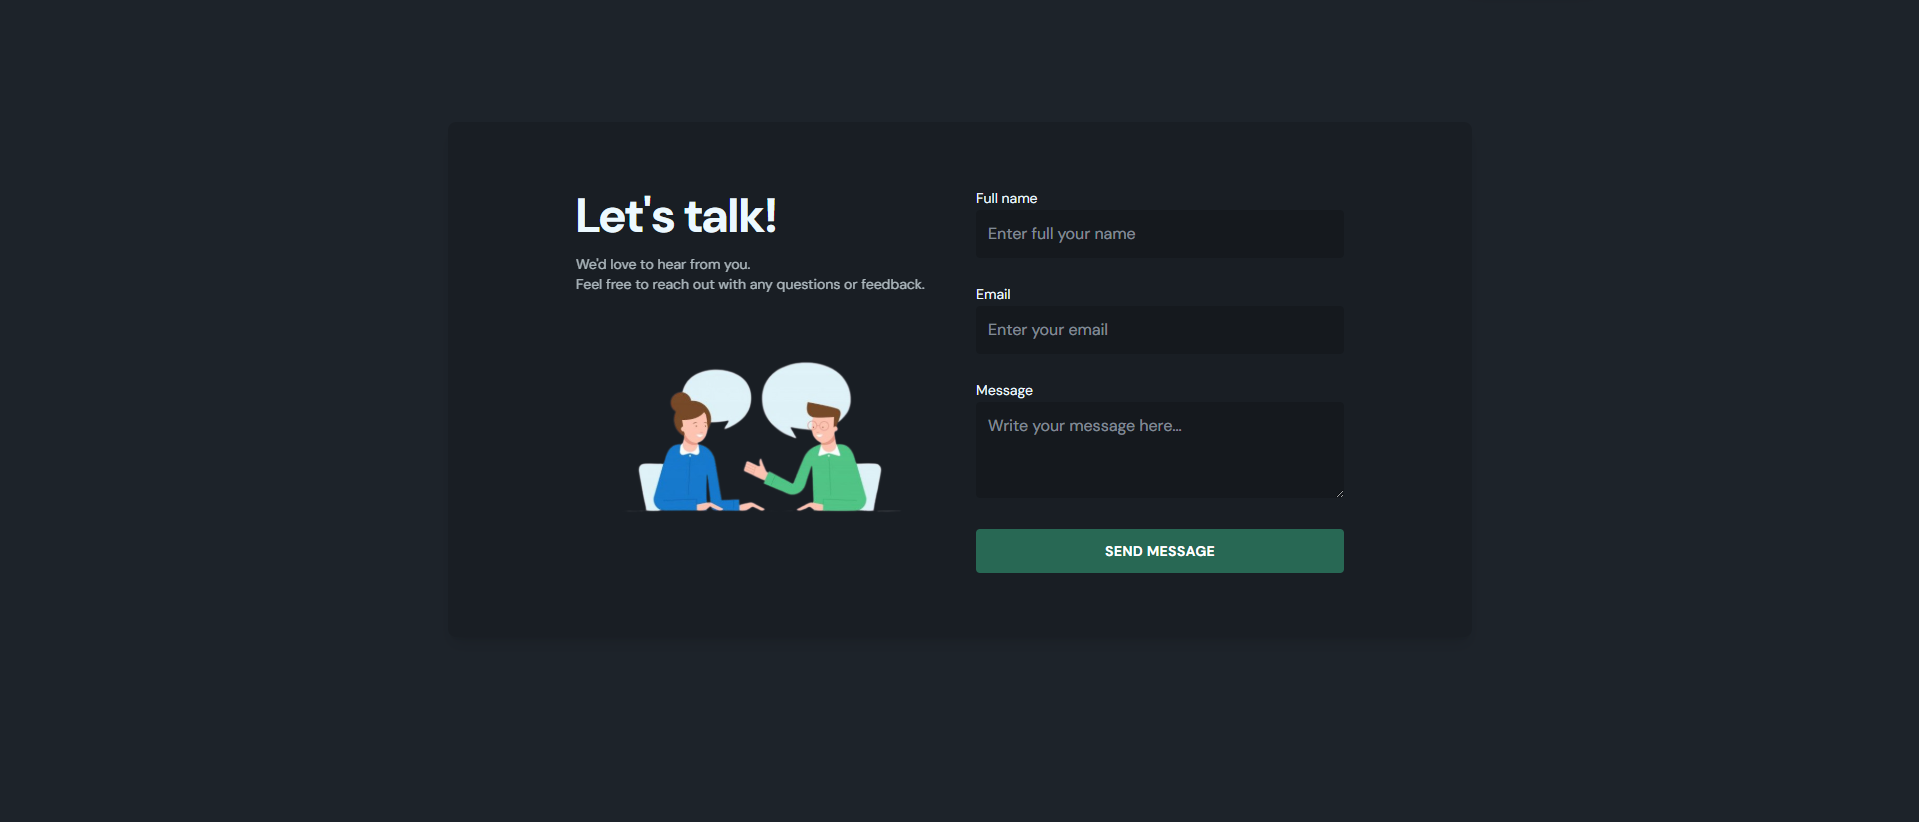 Let's talk!
We'd love to hear from you.
Feel free to reach out with any questions or feedback.
Full name
Enter full your name
Email
Enter your email
Message
Write your message here...
SEND MESSAGE